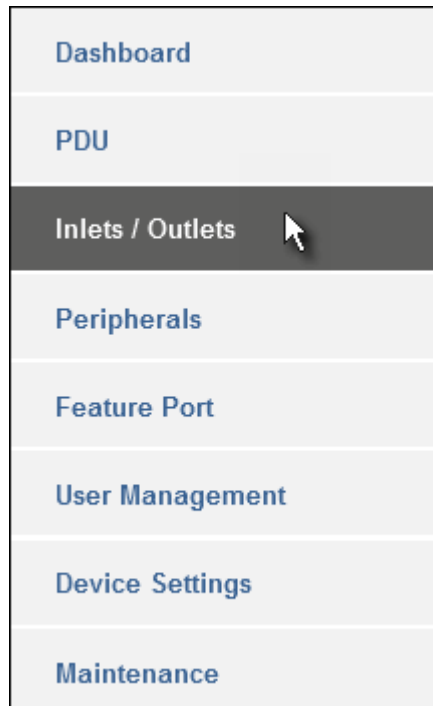 Dashboard
PDU
Inlets / Outlets
Peripherals
Feature Port
User Management
Device Settings
Maintenance